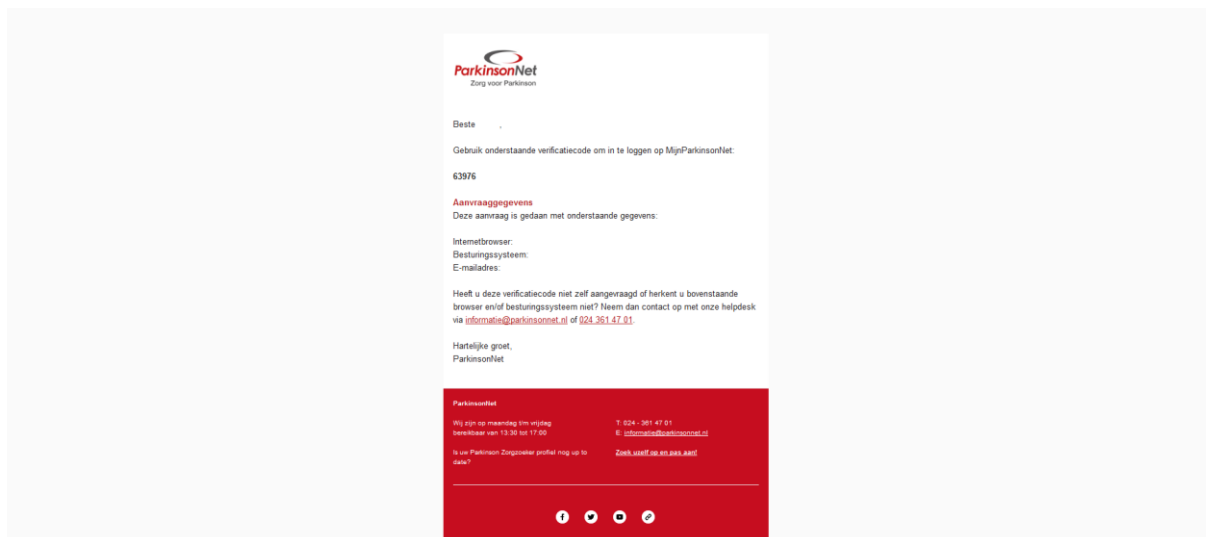 ParkinsonNet
Zorg voor Parkinson
Beste ,
Gebruik onderstaande verificatiecode om in te loggen op MijnParkinsonNet:
63976
Aanvraaggegevens
Deze aanvraag is gedaan met onderstaande gegevens:
Internetbrowser:
Besturingssysteem:
E-mailadres:
Heeft u deze verificatiecode niet zelf aangevraagd of herkent u bovenstaande
browser en/of besturingssysteem niet? Neem dan contact op met onze helpdesk
via informatie@parkinsonnet.nl of 024 361 47 01.
Hartelijke groet,
ParkinsonNet
ParkinsonNet
Wij zijn op maandag t/m vrijdag
bereikbaar van 13:30 tot 17:00
T: 024 - 361 47 01
E: informatie@parkinsonnet.nl
Is uw Parkinson Zorgzoeker profiel nog up to
date?
Zoek uzelf op en pas aan!